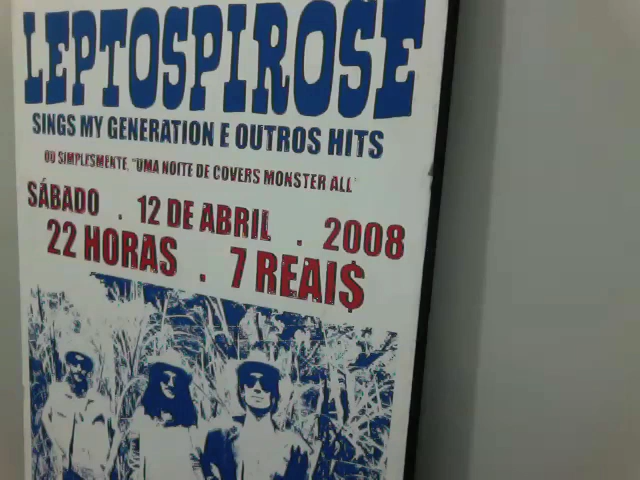 LEPTOSPIROSE
SINGS MY GENERATION E OUTROS HITS
OU SIMPLESMENTE, "UMA NOITE DE COVERS MONSTER ALL"
SÁBADO . 12 DE ABRIL . 2008
22 HORAS . 7 REAI$